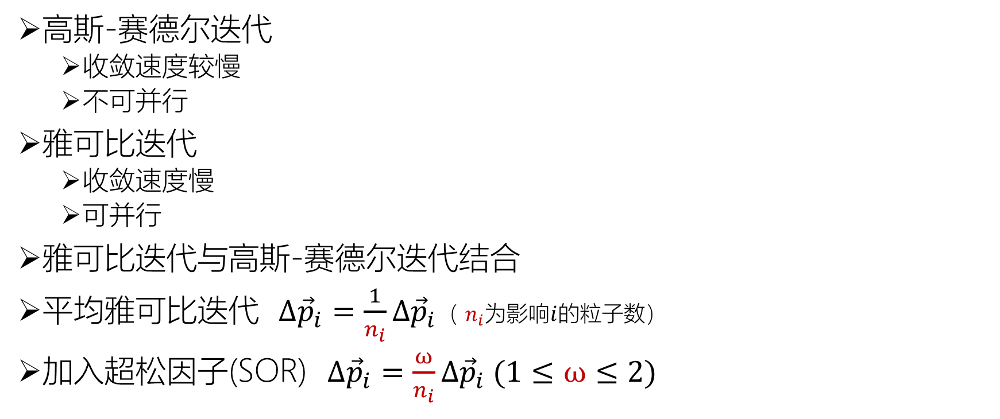 ➢高斯-赛德尔迭代
➢收敛速度较慢
➢不可并行
➢雅可比迭代
➢收敛速度慢
➢可并行
➢雅可比迭代与高斯-赛德尔迭代结合
➢平均雅可比迭代 $\Delta\vec{p}_i = \frac{1}{n_i}\Delta\vec{p}_i$ （ $n_i$为影响$i$的粒子数）
➢加入超松因子(SOR) $\Delta\vec{p}_i = \frac{\omega}{n_i}\Delta\vec{p}_i$ $(1 \leq \omega \leq 2)$